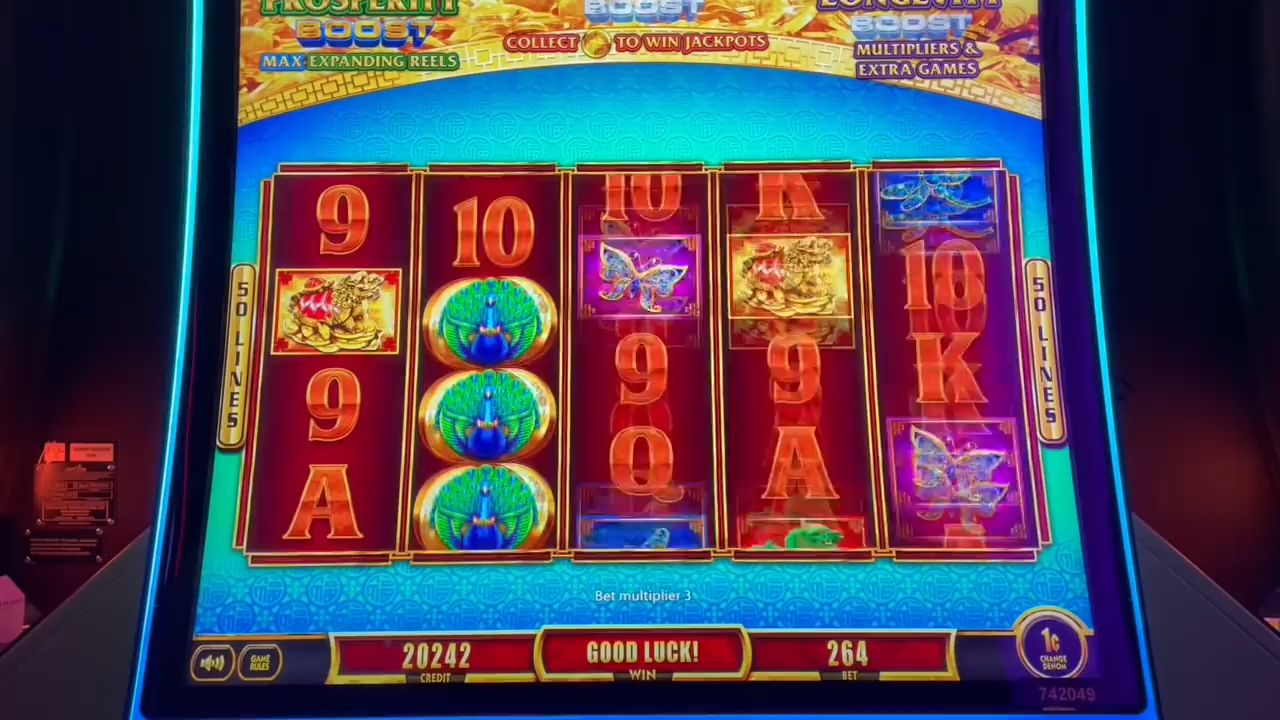 PROSPERITY
BOOST
MAX EXPANDING REELS
BOOST
COLLECT TO WIN JACKPOTS
LONGEVITY
BOOST
MULTIPLIERS &
EXTRA GAMES
9
10
10
K
10
9
9
9
K
A
Q
A
50 LINES
50 LINES
Bet multiplier 3
GAME
RULES
20242
CREDIT
GOOD LUCK!
WIN
264
BET
1¢
CHANGE
DENOM
742049